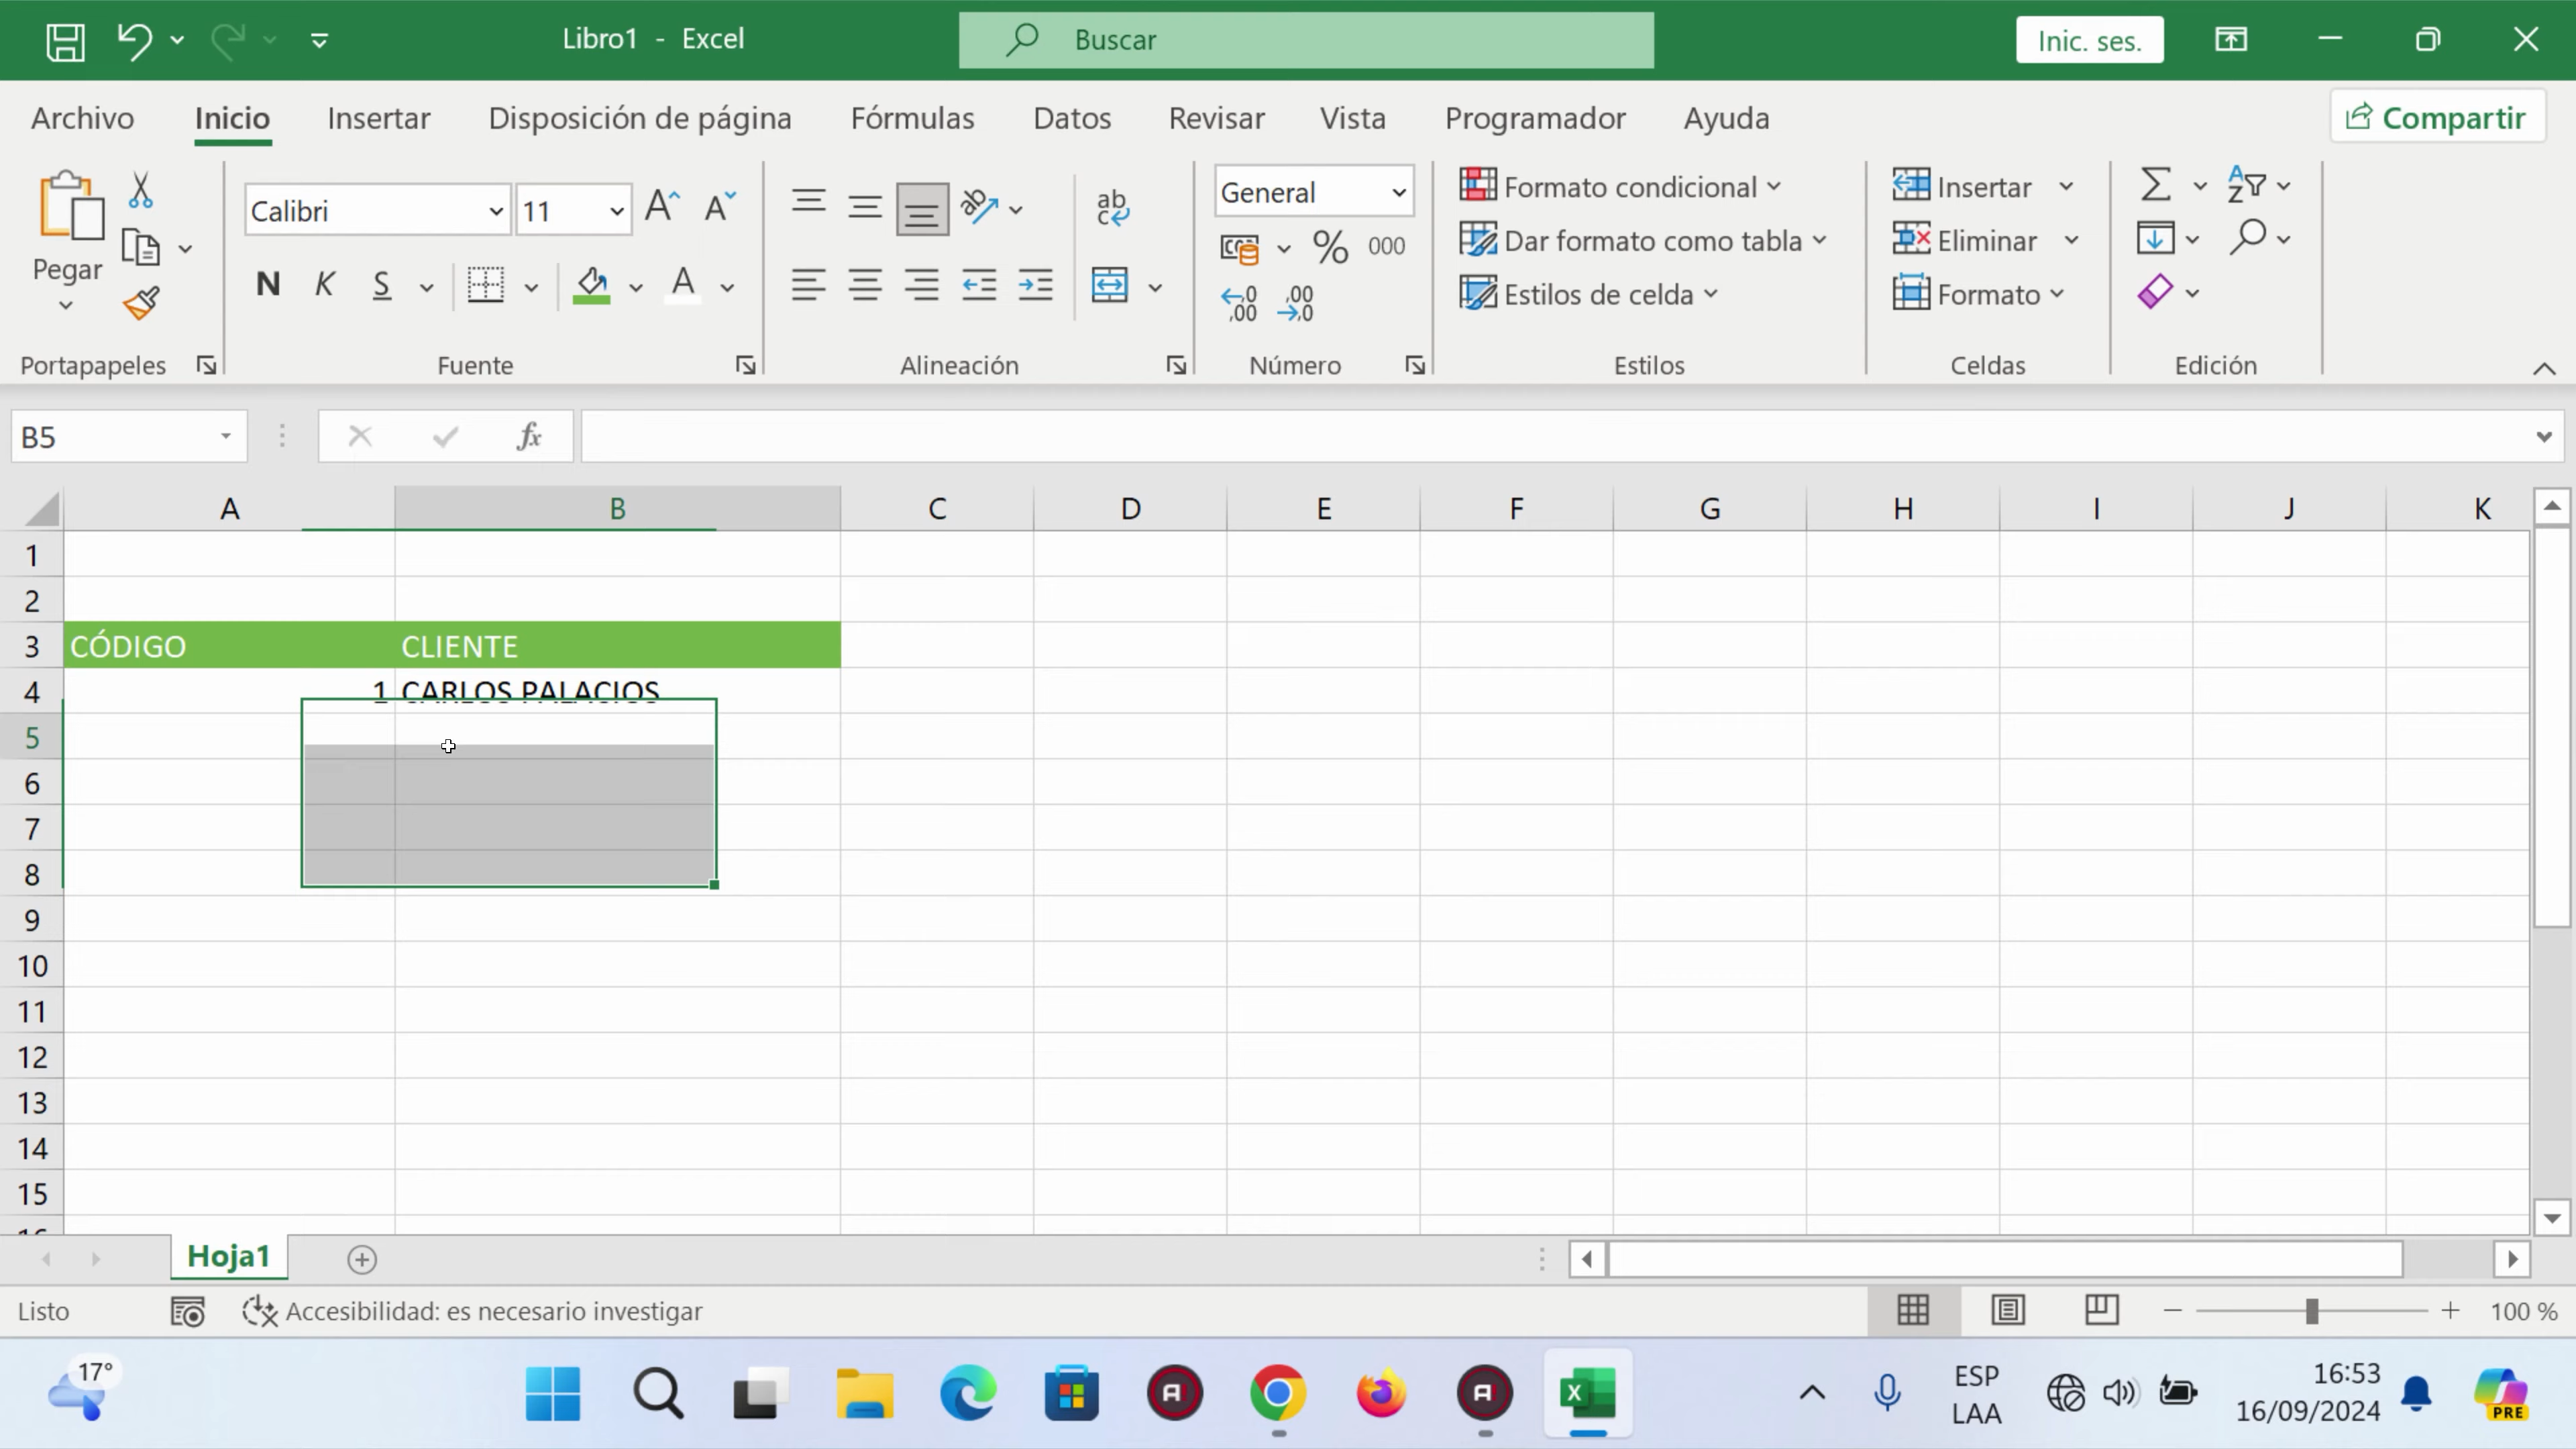 Libro1 - Excel
Buscar
Inic. ses.
Archivo Inicio Insertar Disposición de página Fórmulas Datos Revisar Vista Programador Ayuda
Compartir
Pegar
Calibri 11
N K S A
ab
c
General
% 000
,00 ,00
Formato condicional
Dar formato como tabla
Estilos de celda
Insertar
Eliminar
Formato
Portapapeles Fuente Alineación Número Estilos Celdas Edición
B5 fx
A B C D E F G H I J K
1
2
3 CÓDIGO CLIENTE
4 1 CARLOS PALACIOS
5
6
7
8
9
10
11
12
13
14
15
Hoja1
Listo Accesibilidad: es necesario investigar 100 %
17°
ESP
LAA
16:53
16/09/2024
PRE